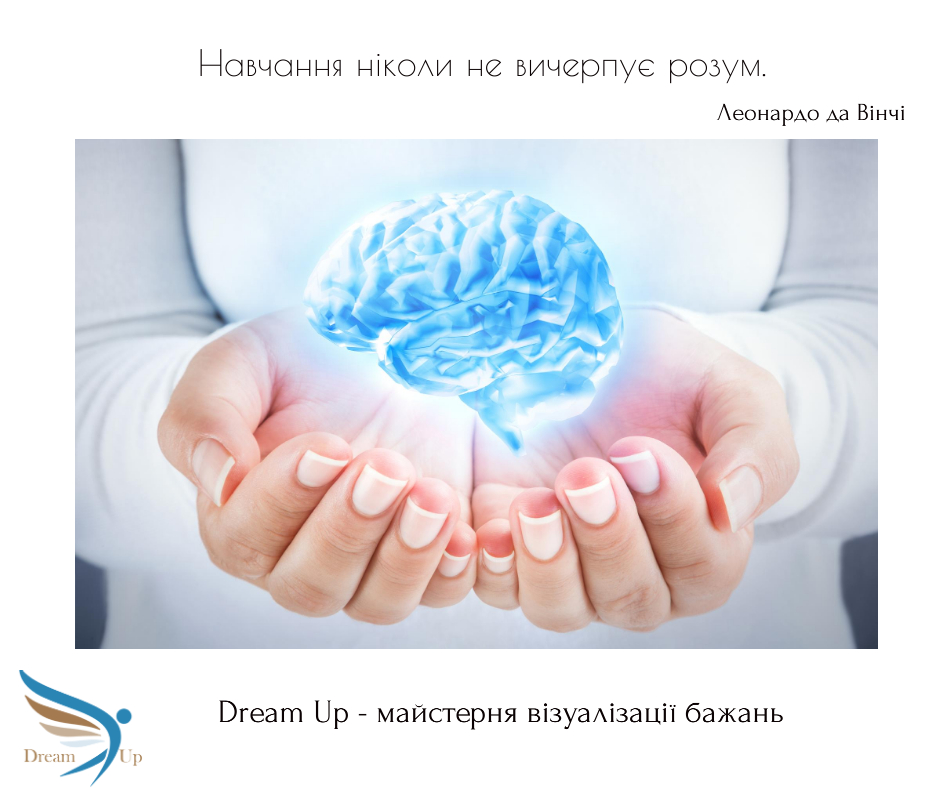 Навчання ніколи не вичерпує розум.
Леонардо да Вінчі
Dream Up - майстерня візуалізації бажань
Dream Up